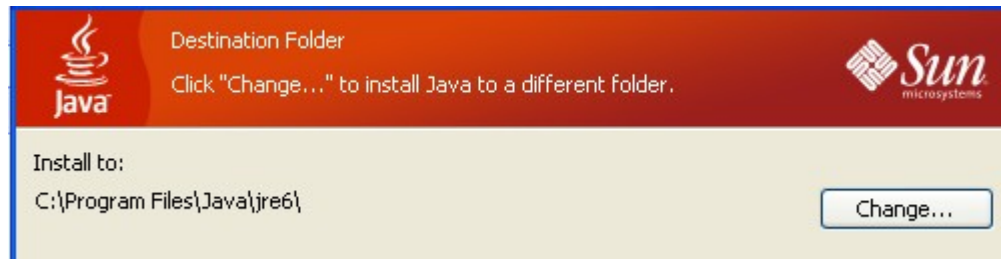 Java
Destination Folder
Click "Change..." to install Java to a different folder.
Sun
microsystems
Install to:
C:\Program Files\Java\jre6\
Change...